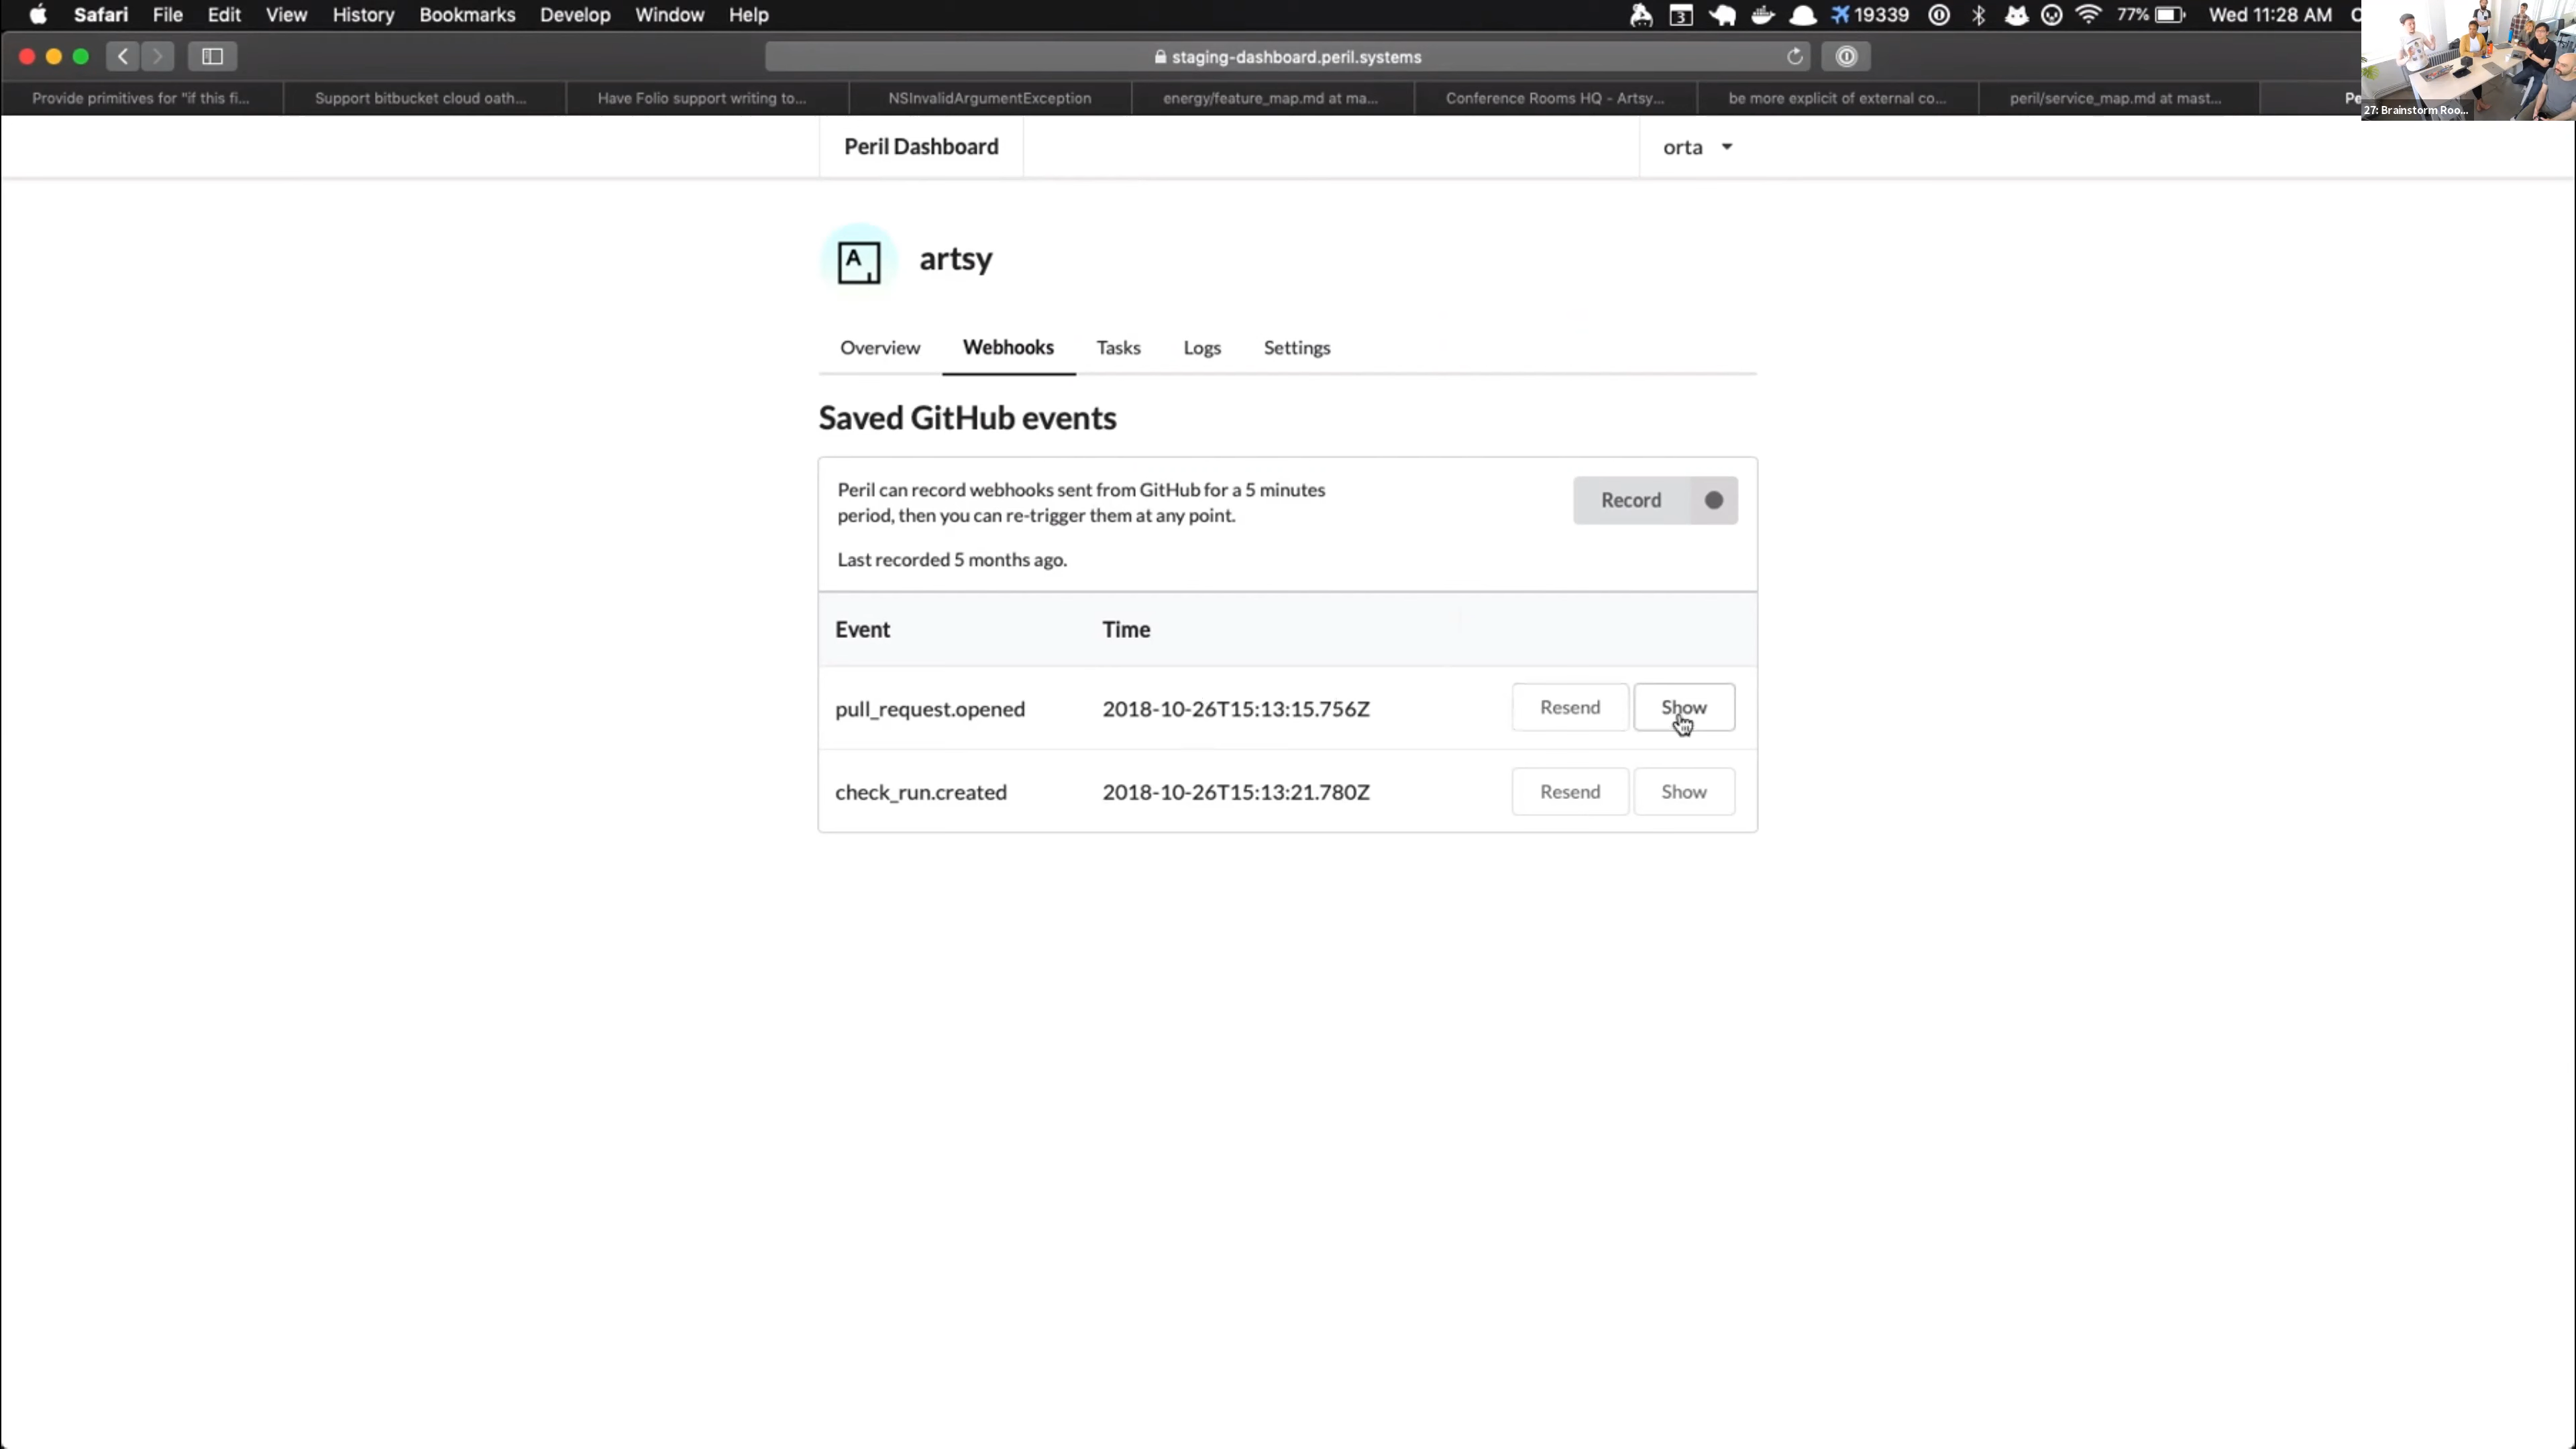 Safari File Edit View History Bookmarks Develop Window Help 3 19339 77% Wed 11:28 AM
staging-dashboard.peril.systems
Provide primitives for "if this fi... Support bitbucket cloud oath... Have Folio support writing to... NSInvalidArgumentException energy/feature_map.md at ma... Conference Rooms HQ - Artsy... be more explicit of external co... peril/service_map.md at mast... Pe
27: Brainstorm Roo...
Peril Dashboard orta
A
artsy
Overview Webhooks Tasks Logs Settings
Saved GitHub events
Peril can record webhooks sent from GitHub for a 5 minutes
period, then you can re-trigger them at any point.
Record
Last recorded 5 months ago.
Event Time
pull_request.opened 2018-10-26T15:13:15.756Z Resend Show
check_run.created 2018-10-26T15:13:21.780Z Resend Show